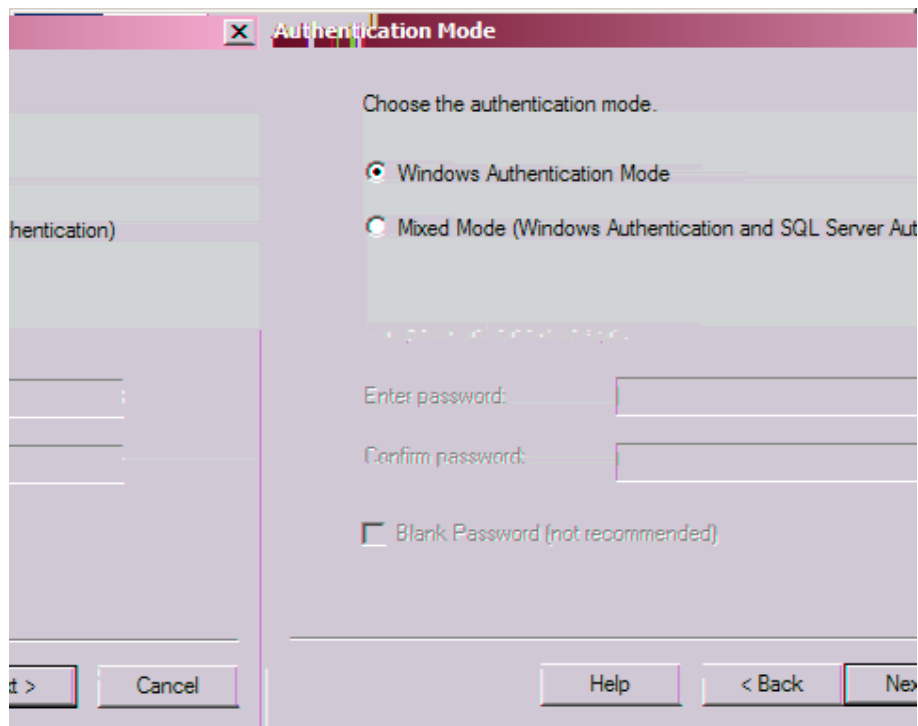 Authentication Mode
Choose the authentication mode.
Windows Authentication Mode
hentication)
Mixed Mode (Windows Authentication and SQL Server Aut
Enter password:
Confirm password:
Blank Password (not recommended)
t >
Cancel
Help
< Back
Nex